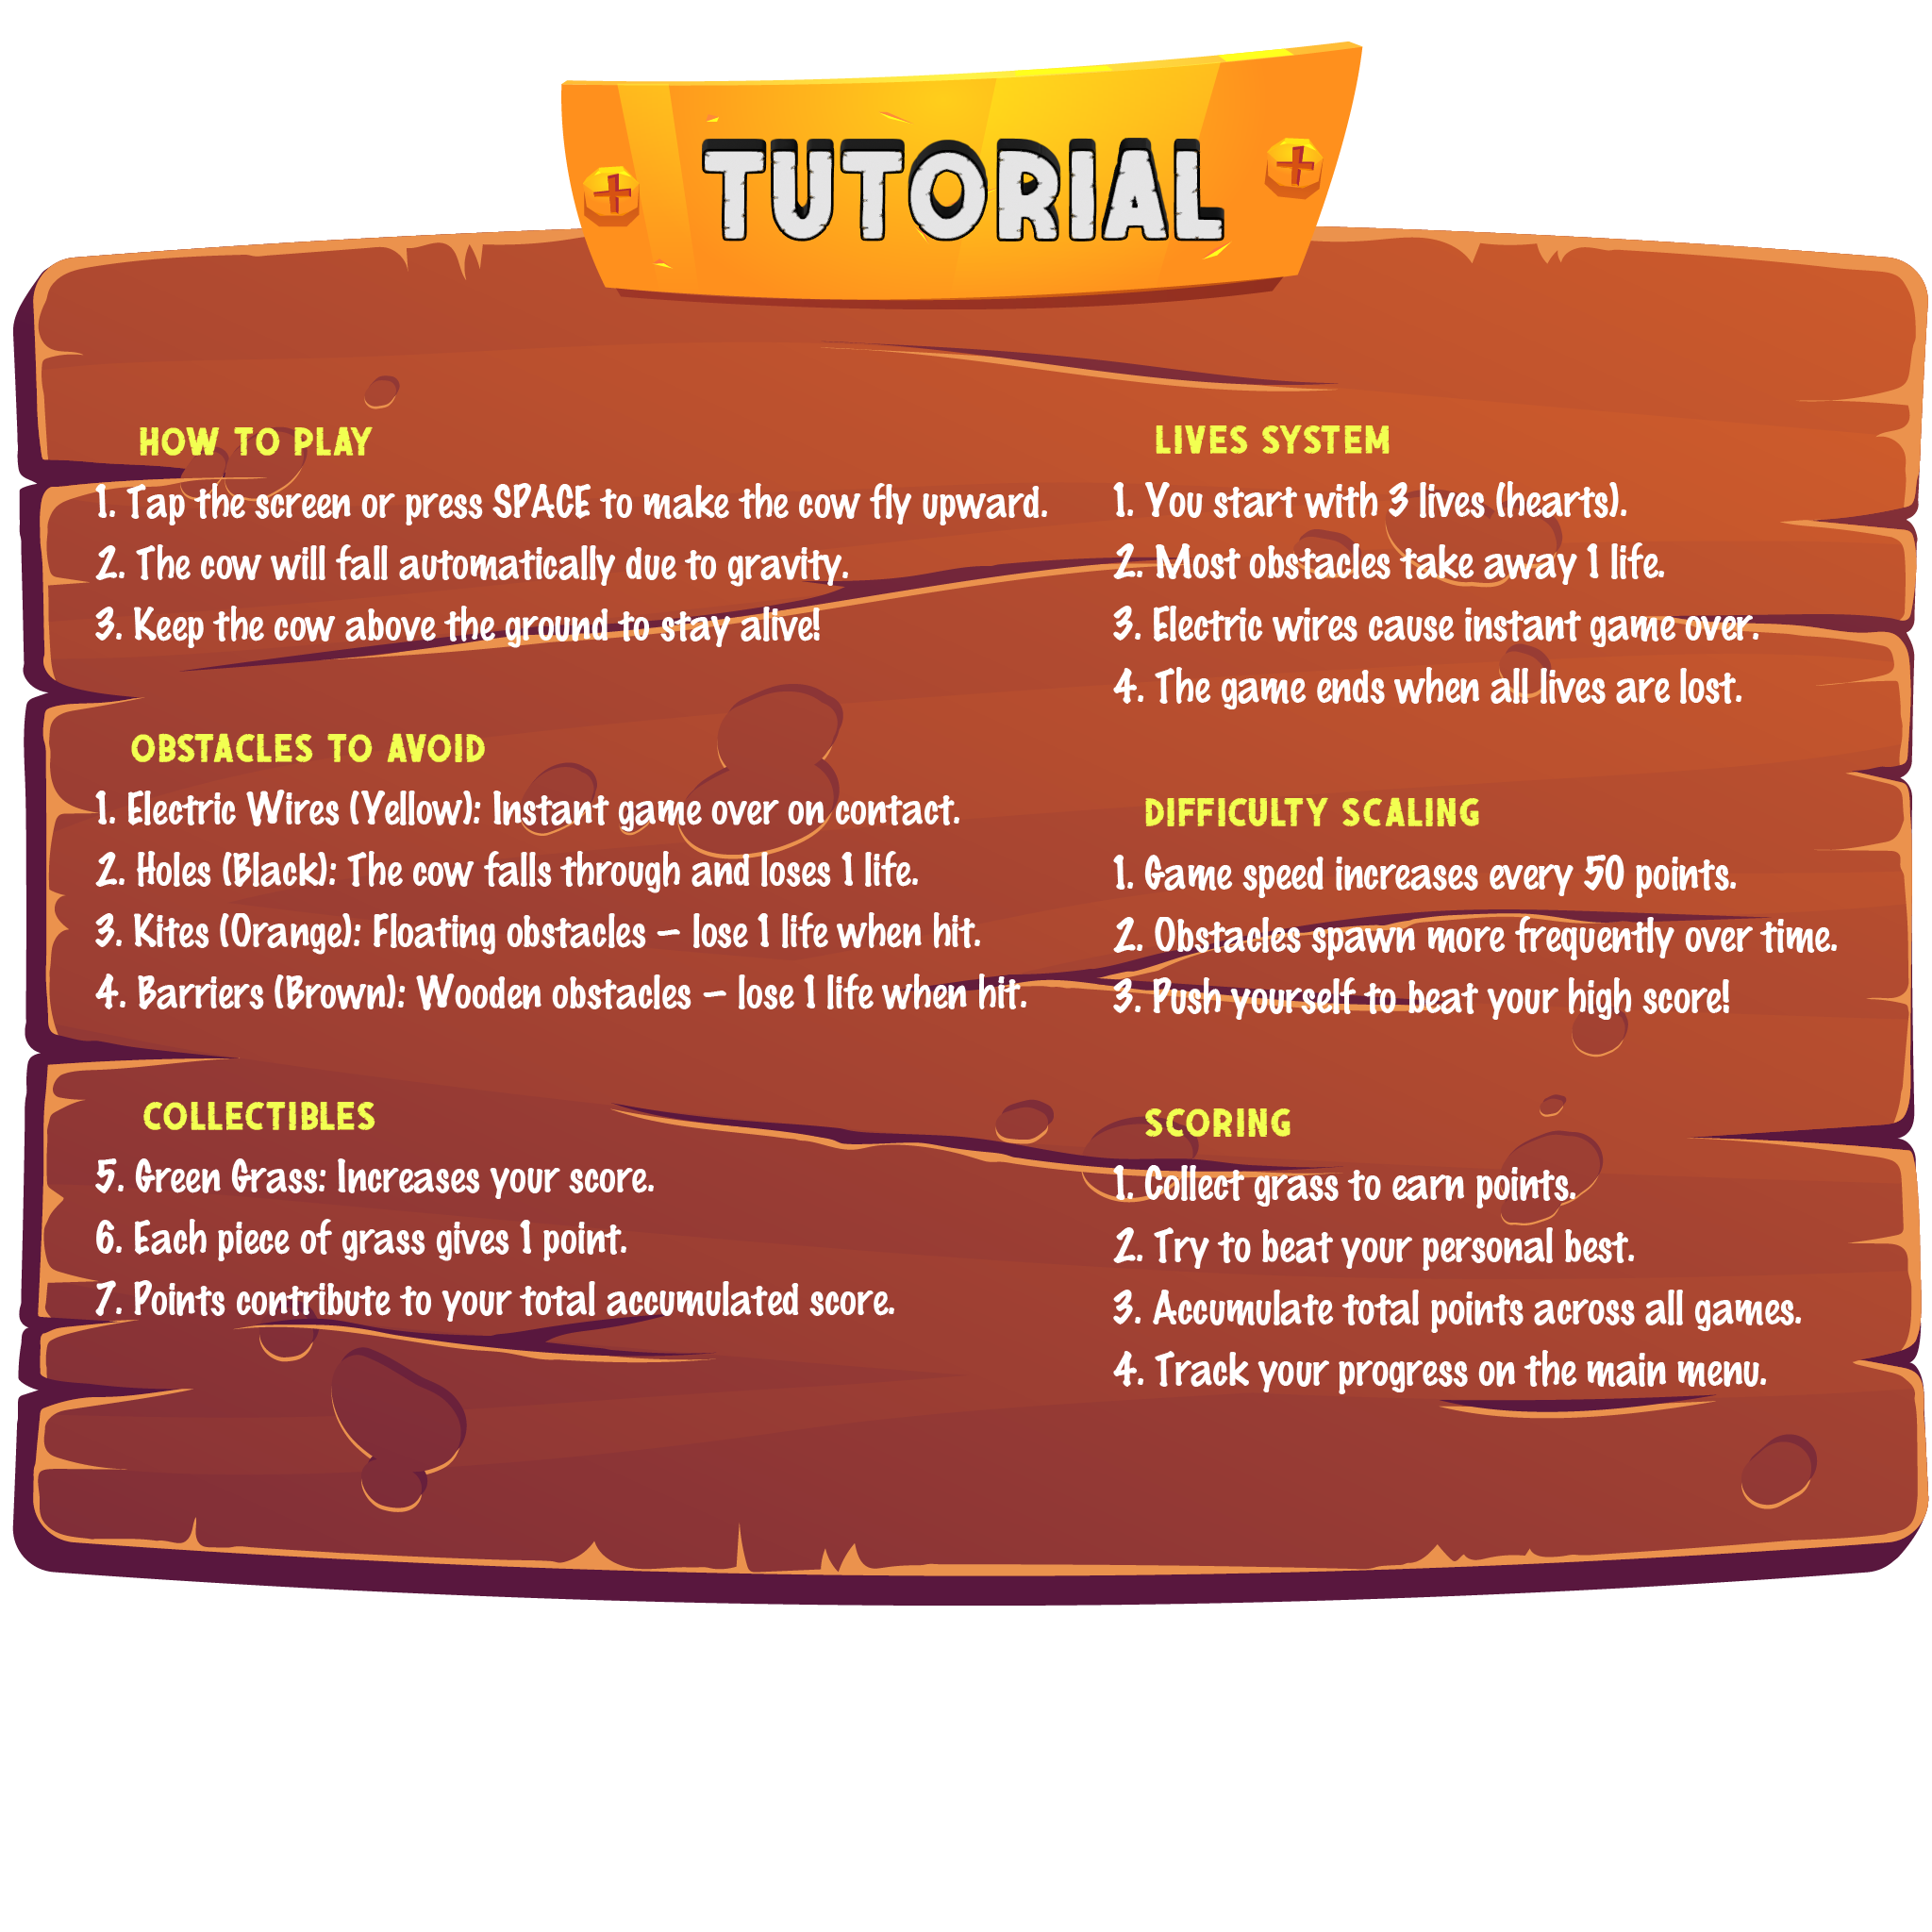 TUTORIAL
HOW TO PLAY
1. Tap the screen or press SPACE to make the cow fly upward.
2. The cow will fall automatically due to gravity.
3. Keep the cow above the ground to stay alive!
OBSTACLES TO AVOID
1. Electric Wires (Yellow): Instant game over on contact.
2. Holes (Black): The cow falls through and loses 1 life.
3. Kites (Orange): Floating obstacles – lose 1 life when hit.
4. Barriers (Brown): Wooden obstacles – lose 1 life when hit.
COLLECTIBLES
5. Green Grass: Increases your score.
6. Each piece of grass gives 1 point.
7. Points contribute to your total accumulated score.
LIVES SYSTEM
1. You start with 3 lives (hearts).
2. Most obstacles take away 1 life.
3. Electric wires cause instant game over.
4. The game ends when all lives are lost.
DIFFICULTY SCALING
1. Game speed increases every 50 points.
2. Obstacles spawn more frequently over time.
3. Push yourself to beat your high score!
SCORING
1. Collect grass to earn points.
2. Try to beat your personal best.
3. Accumulate total points across all games.
4. Track your progress on the main menu.